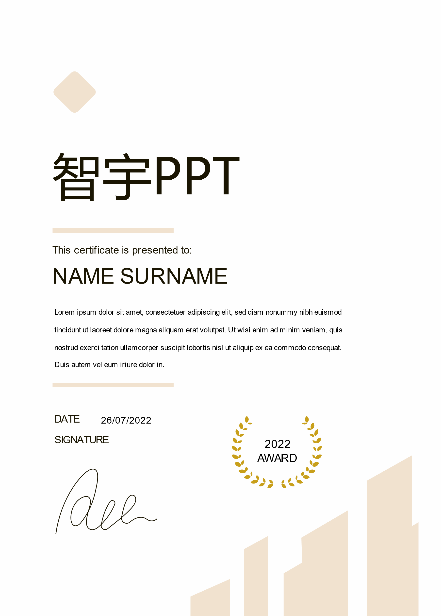 智宇PPT
This certificate is presented to:
NAME SURNAME
Lorem ipsum dolor sit amet, consectetuer adipiscing elit, sed diam nonummy nibh euismod
tincidunt ut laoreet dolore magna aliquam erat volutpat. Ut wisi enim ad minim veniam, quis
nostrud exerci tation ullamcorper suscipit lobortis nisl ut aliquip ex ea commodo consequat.
Duis autem vel eum iriure dolor in.
DATE 26/07/2022
SIGNATURE
2022
AWARD